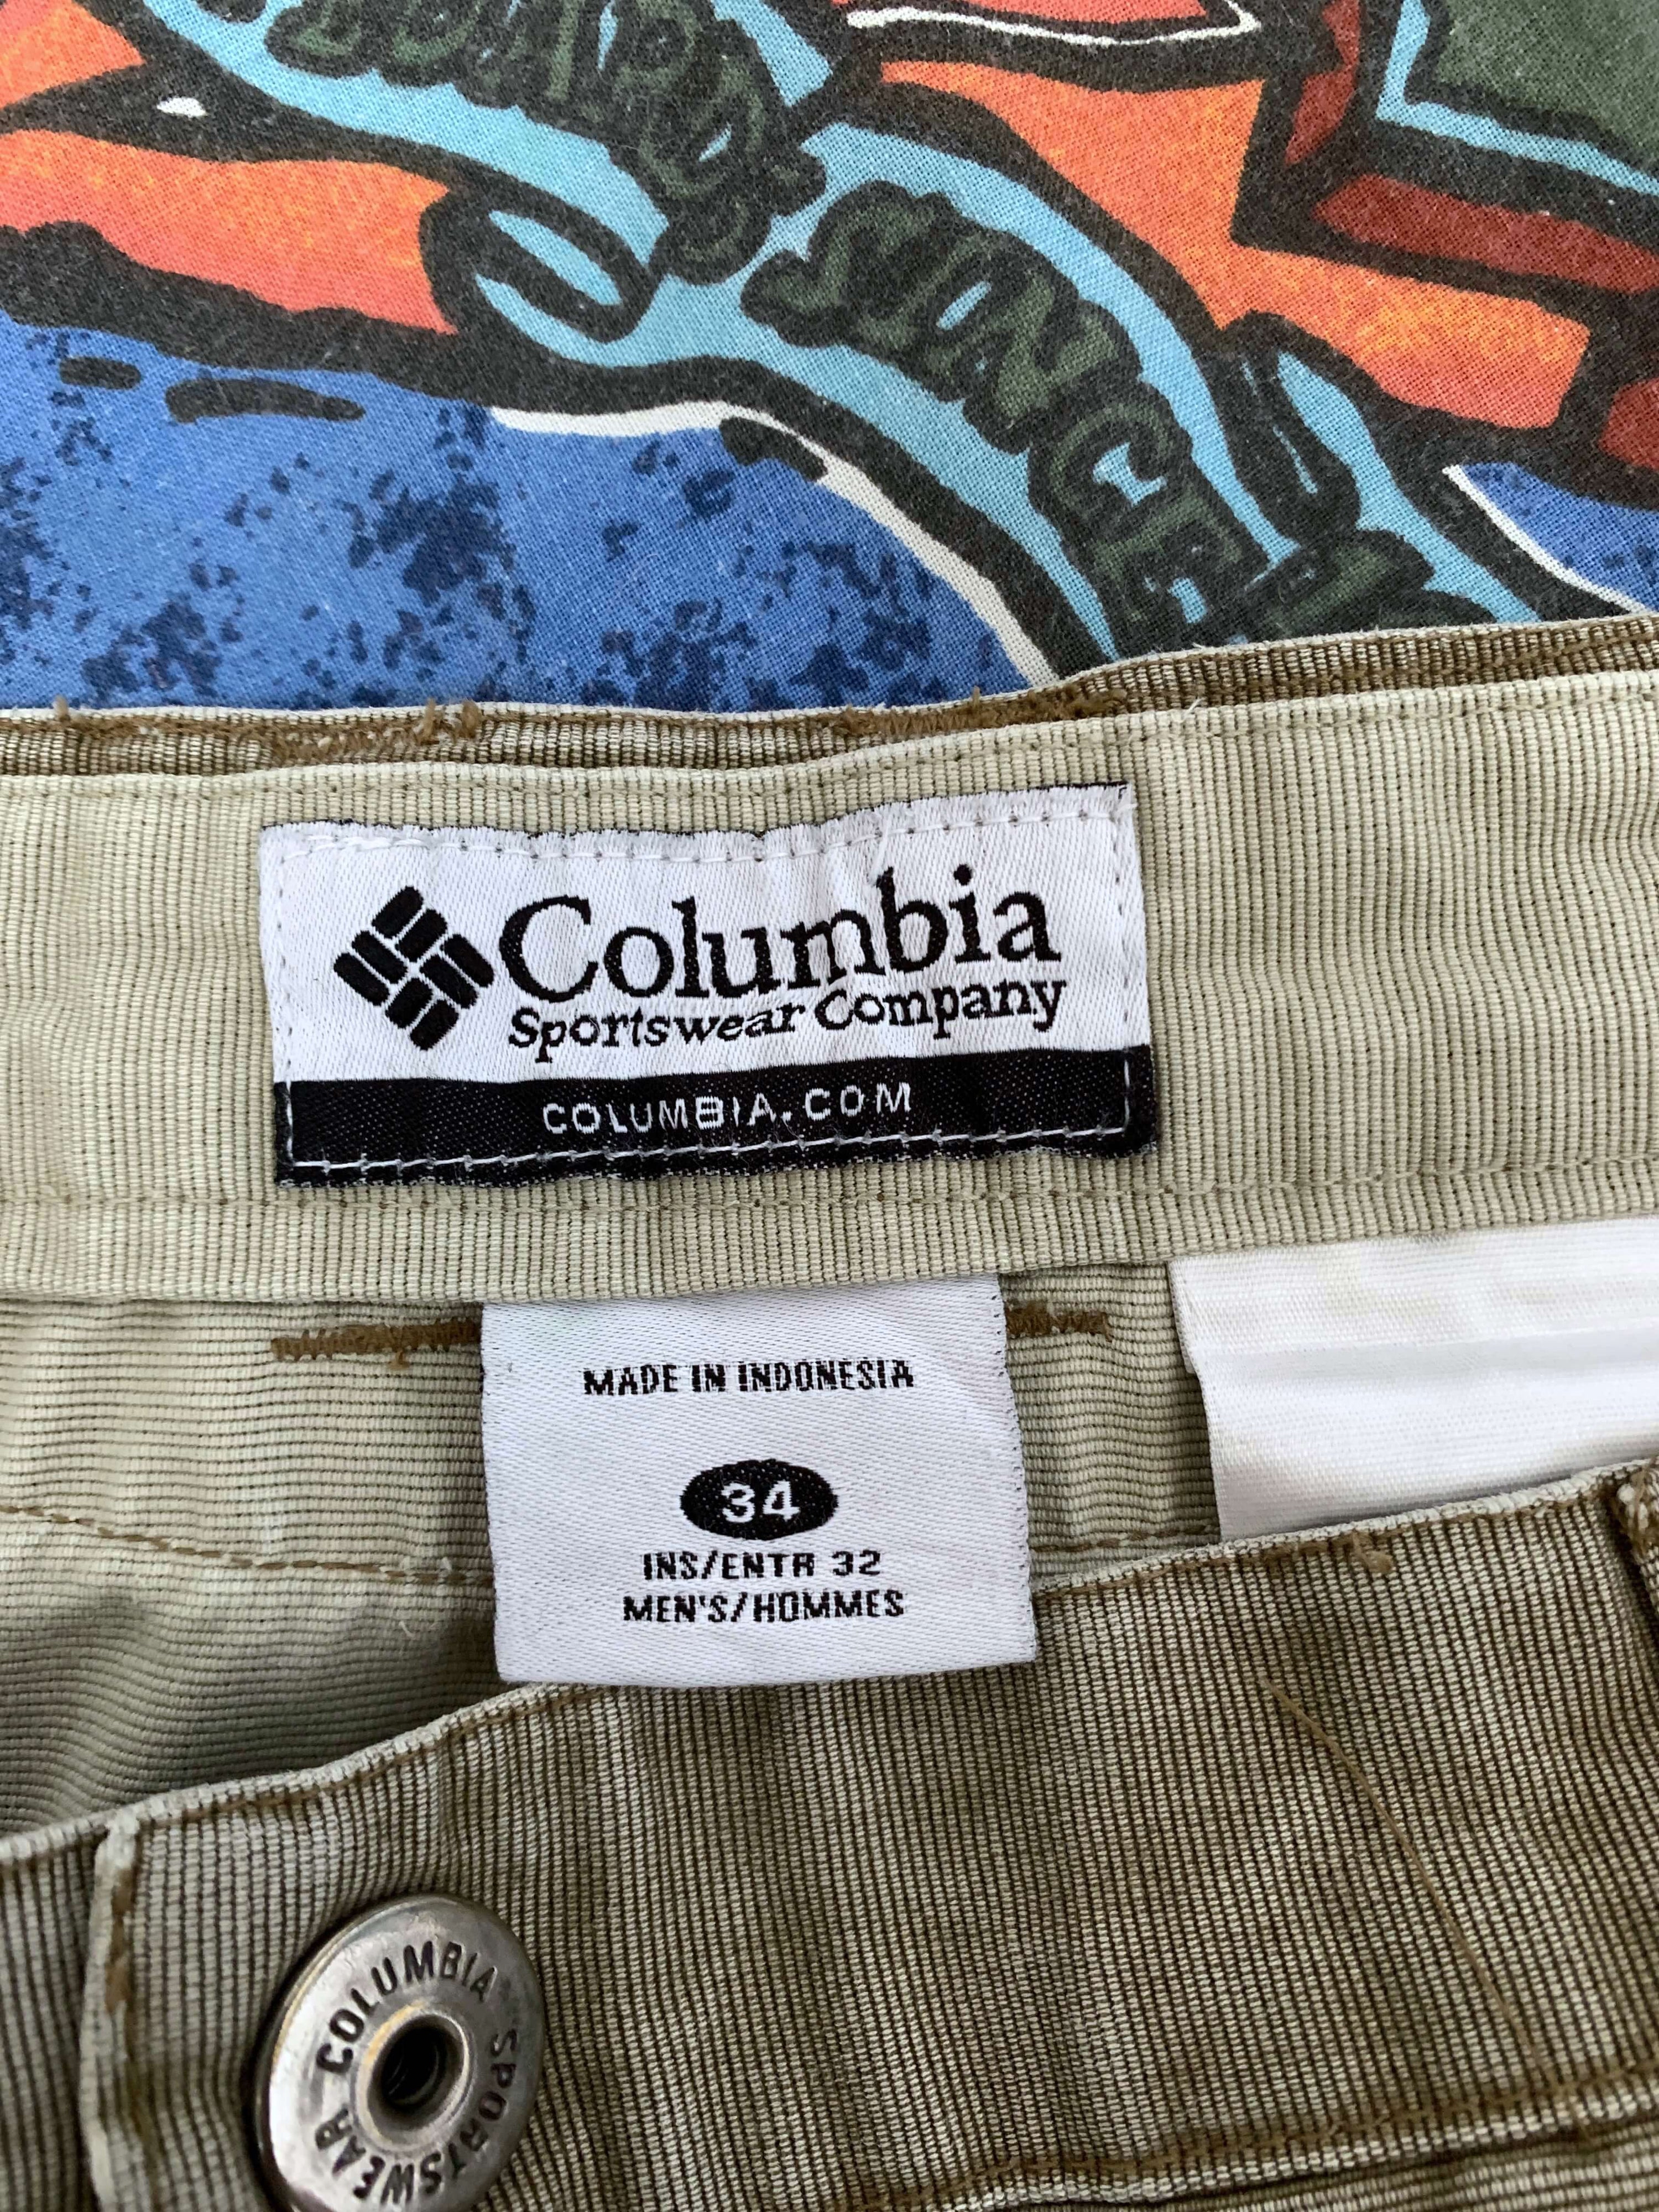 Columbia
Sportswear Company
COLUMBIA.COM
MADE IN INDONESIA
34
INS/ENTR 32
MEN'S/HOMMES
COLUMBIA SPORTSWEAR